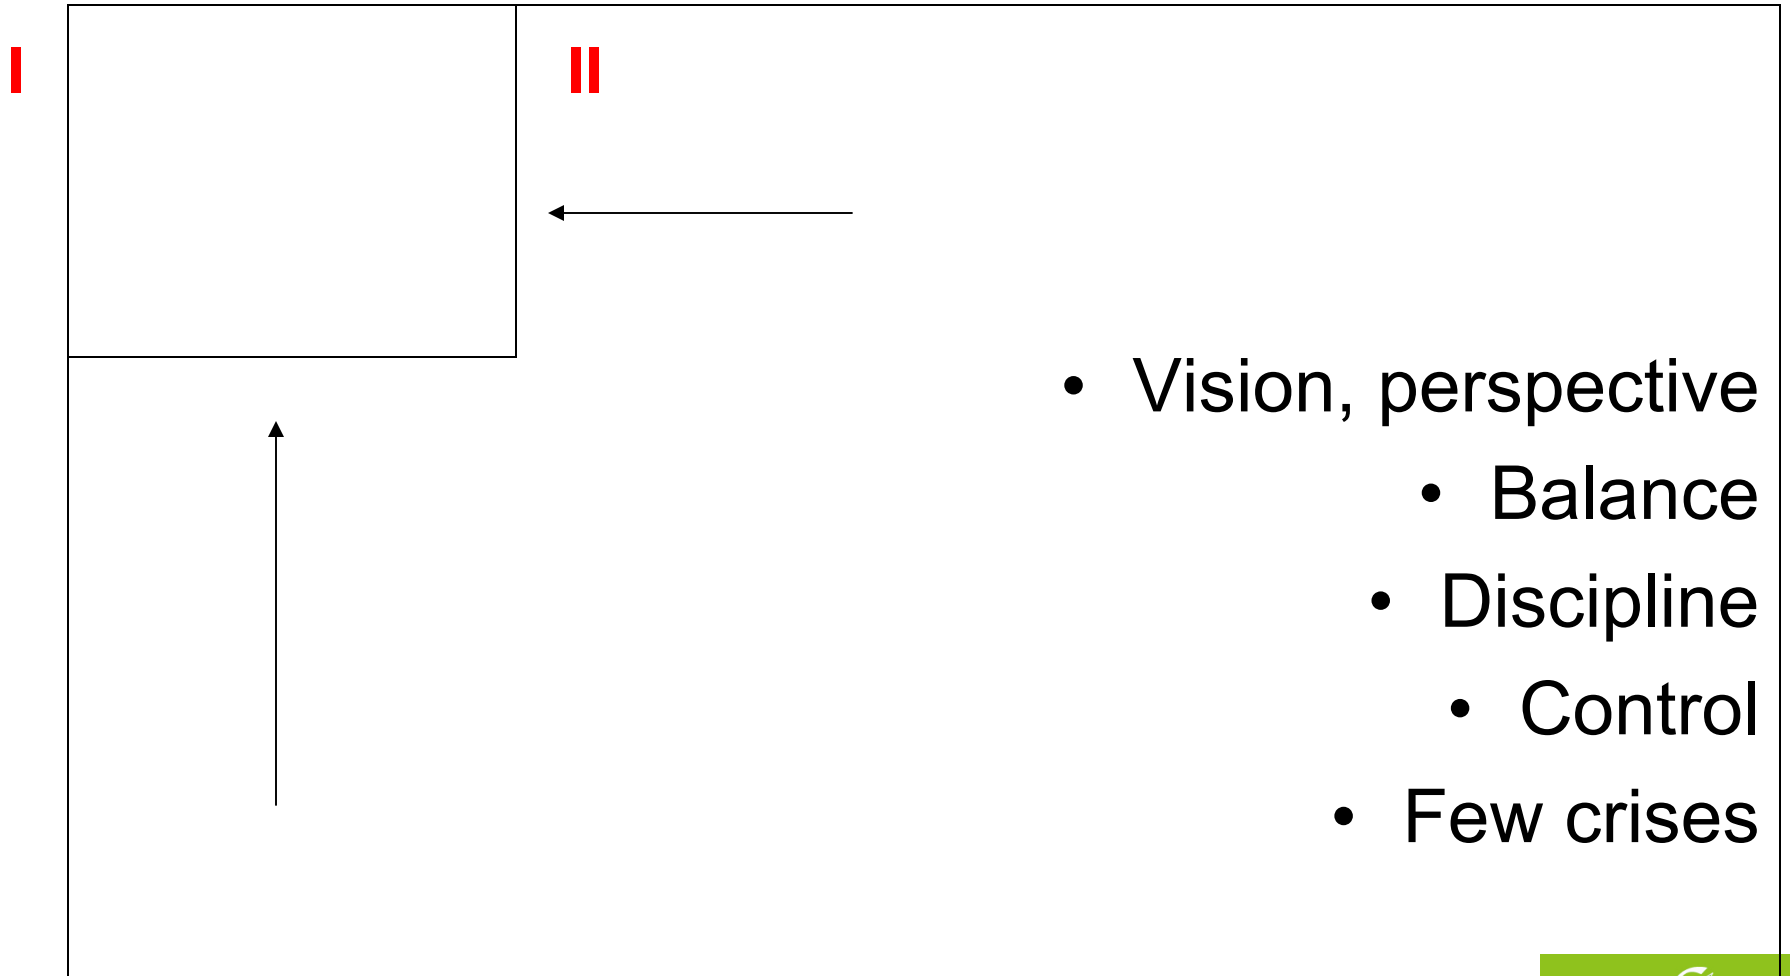 I II
• Vision, perspective
• Balance
• Discipline
• Control
• Few crises